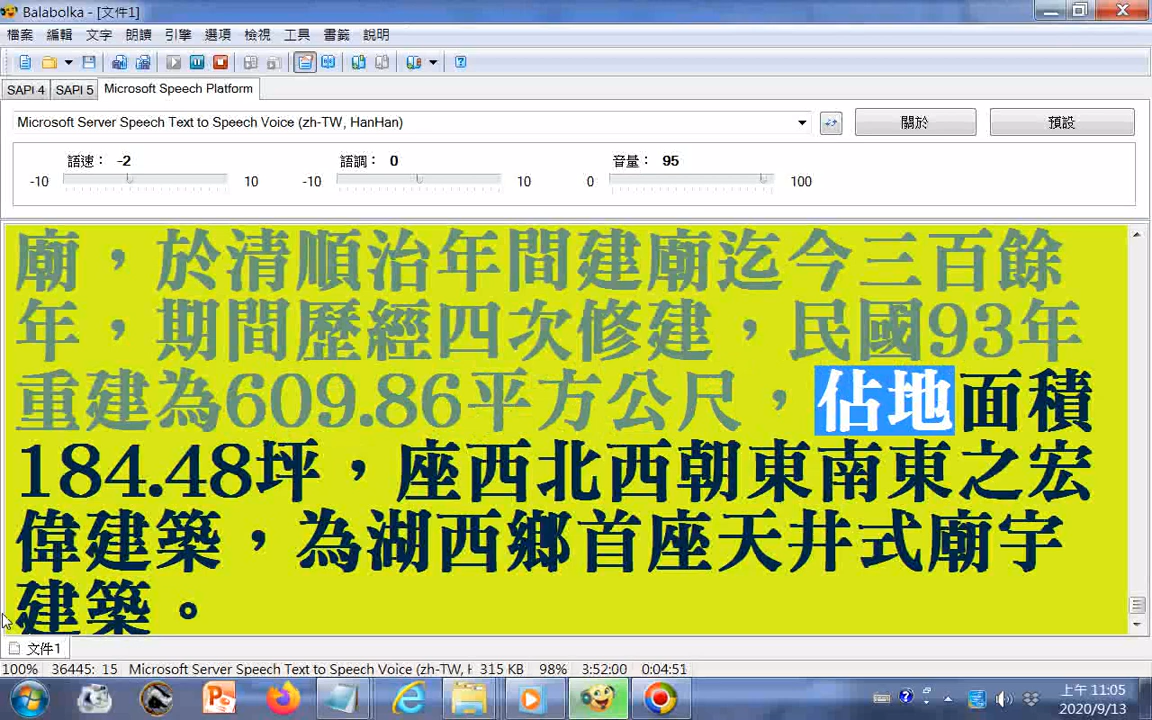 Balabolka - [文件1]
檔案 編輯 文字 朗讀 引擎 選項 檢視 工具 書籤 說明
SAPI 4 SAPI 5 Microsoft Speech Platform
Microsoft Server Speech Text to Speech Voice (zh-TW, HanHan) 關於 預設
語速： -2 語調： 0 音量： 95
-10 10 -10 10 0 100
廟，於清順治年間建廟迄今三百餘
年，期間歷經四次修建，民國93年
重建為609.86平方公尺，佔地面積
184.48坪，座西北西朝東南東之宏
偉建築，為湖西鄉首座天井式廟宇
建築。
文件1
100% 36445: 15 Microsoft Server Speech Text to Speech Voice (zh-TW, H 315 KB 98% 3:52:00 0:04:51
上午 11:05
2020/9/13